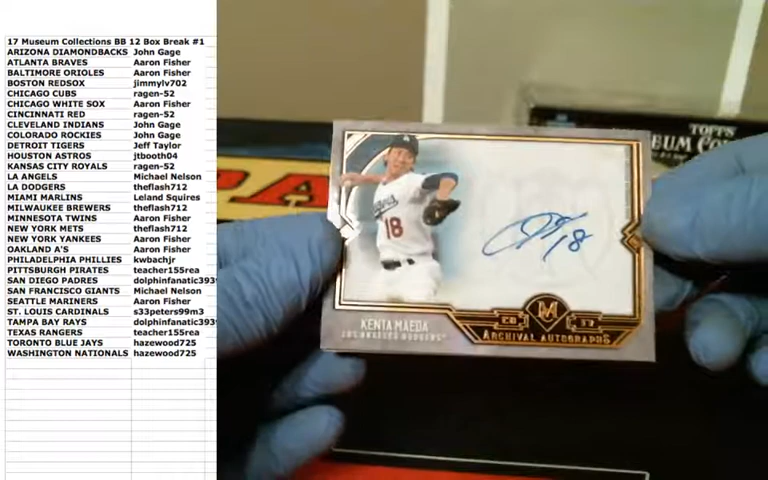 17 Museum Collections BB 12 Box Break #1
ARIZONA DIAMONDBACKS John Gage
ATLANTA BRAVES Aaron Fisher
BALTIMORE ORIOLES Aaron Fisher
BOSTON REDSOX jimmylv702
CHICAGO CUBS ragen-52
CHICAGO WHITE SOX Aaron Fisher
CINCINNATI RED ragen-52
CLEVELAND INDIANS John Gage
COLORADO ROCKIES John Gage
DETROIT TIGERS Jeff Taylor
HOUSTON ASTROS jtbooth04
KANSAS CITY ROYALS ragen-52
LA ANGELS Michael Nelson
LA DODGERS theflash712
MIAMI MARLINS Leland Squires
MILWAUKEE BREWERS theflash712
MINNESOTA TWINS Aaron Fisher
NEW YORK METS theflash712
NEW YORK YANKEES Aaron Fisher
OAKLAND A'S Aaron Fisher
PHILADELPHIA PHILLIES kwbachjr
PITTSBURGH PIRATES teacher155rea
SAN DIEGO PADRES dolphinfanatic393
SAN FRANCISCO GIANTS Michael Nelson
SEATTLE MARINERS Aaron Fisher
ST. LOUIS CARDINALS s33peters99m3
TAMPA BAY RAYS dolphinfanatic393
TEXAS RANGERS teacher155rea
TORONTO BLUE JAYS hazewood725
WASHINGTON NATIONALS hazewood725
TOPPS
18
18
M
20 17
KENTA MAEDA
LOS ANGELES DODGERS
ARCHIVAL AUTOGRAPHS